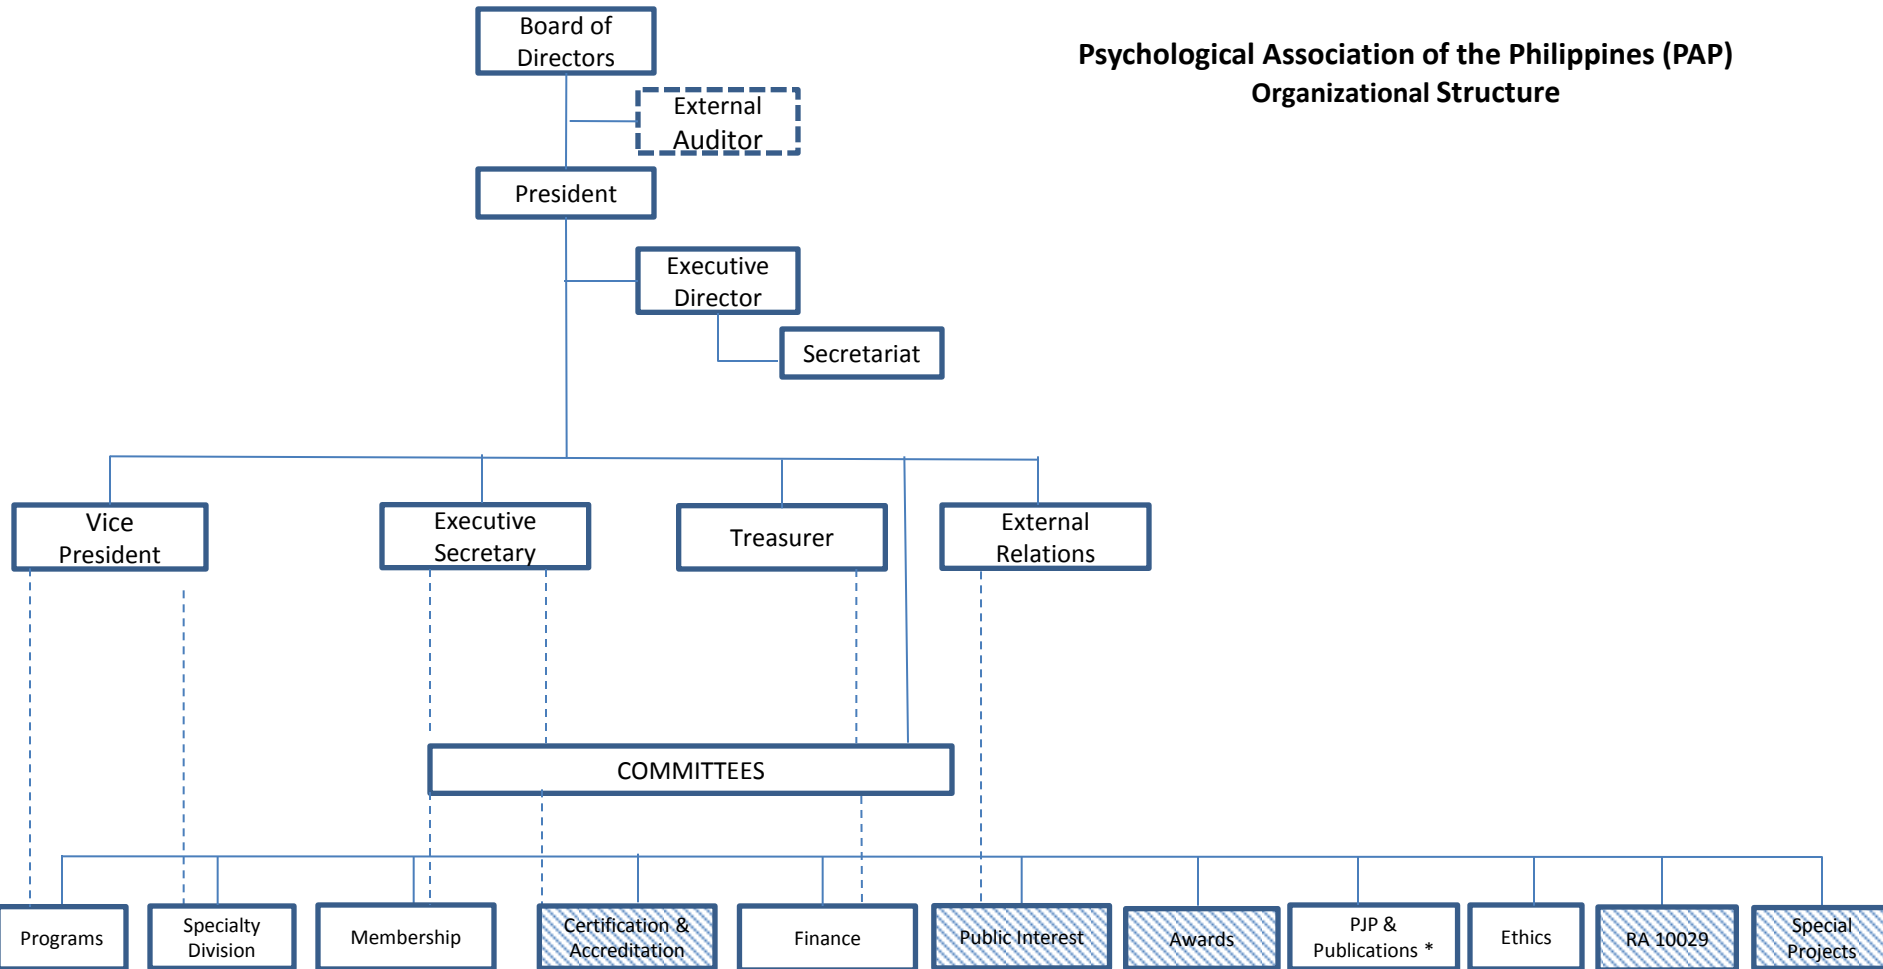 Board of
Directors
Psychological Association of the Philippines (PAP)
Organizational Structure
External
Auditor
President
Executive
Director
Secretariat
Vice
President
Executive
Secretary
Treasurer
External
Relations
COMMITTEES
Programs
Specialty
Division
Membership
Certification &
Accreditation
Finance
Public Interest
Awards
PJP &
Publications *
Ethics
RA 10029
Special
Projects